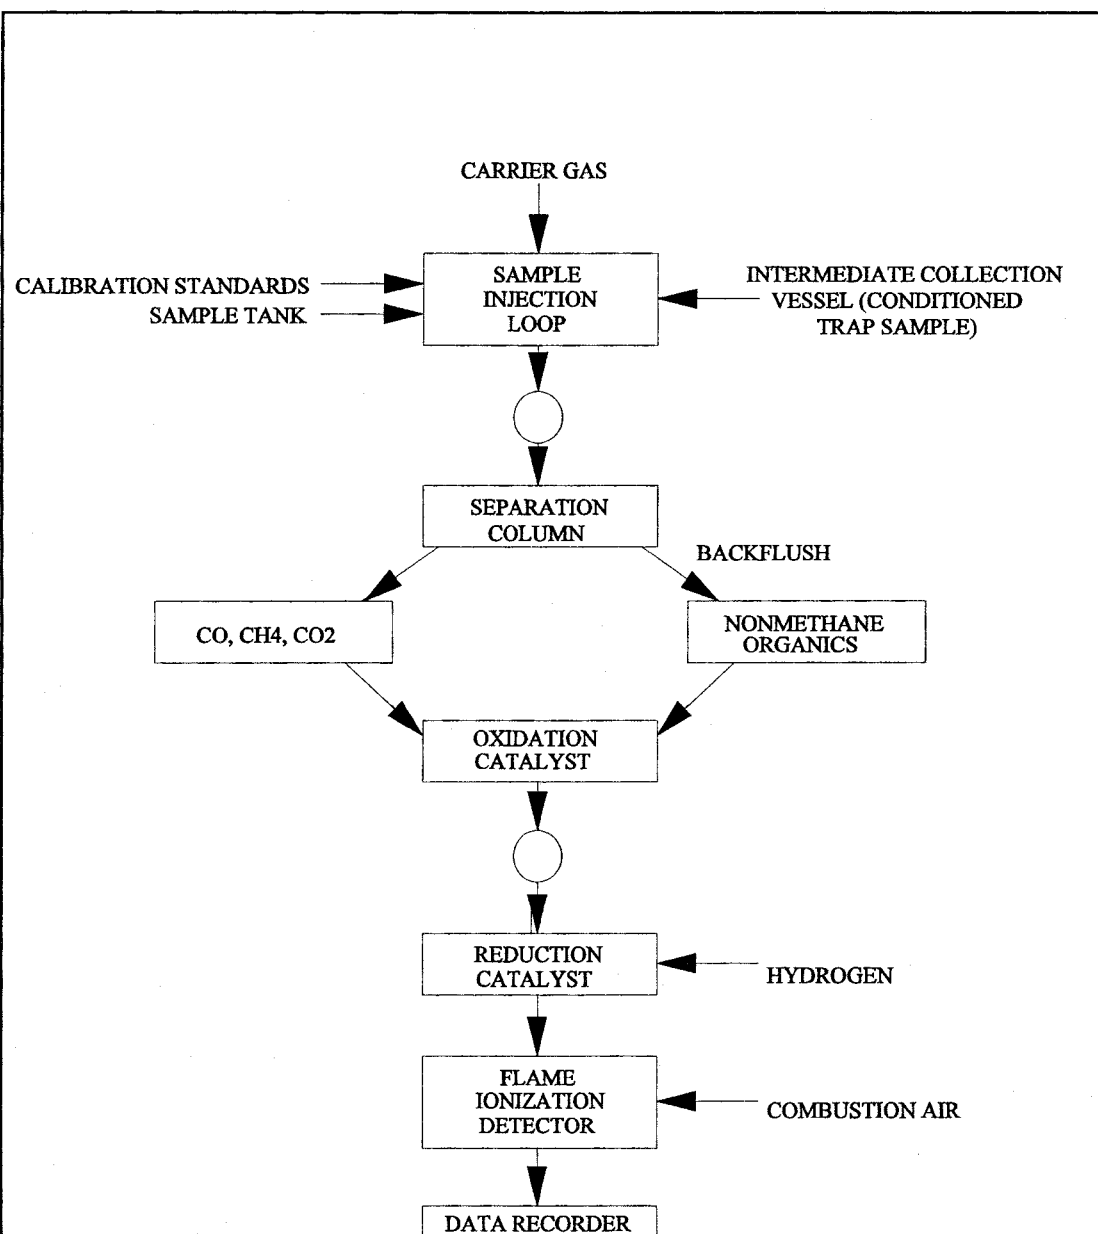 CARRIER GAS
CALIBRATION STANDARDS
SAMPLE TANK
SAMPLE
INJECTION
LOOP
INTERMEDIATE COLLECTION
VESSEL (CONDITIONED
TRAP SAMPLE)
SEPARATION
COLUMN
BACKFLUSH
CO, CH4, CO2
NONMETHANE
ORGANICS
OXIDATION
CATALYST
REDUCTION
CATALYST
HYDROGEN
FLAME
IONIZATION
DETECTOR
COMBUSTION AIR
DATA RECORDER